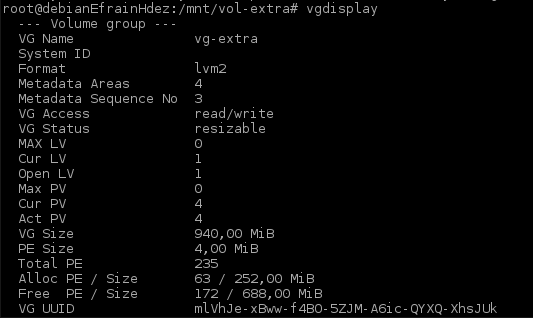 root@debianEfrainHdez:/mnt/vol-extra# vgdisplay
--- Volume group ---
VG Name vg-extra
System ID
Format lvm2
Metadata Areas 4
Metadata Sequence No 3
VG Access read/write
VG Status resizable
MAX LV 0
Cur LV 1
Open LV 1
Max PV 0
Cur PV 4
Act PV 4
VG Size 940,00 MiB
PE Size 4,00 MiB
Total PE 235
Alloc PE / Size 63 / 252,00 MiB
Free PE / Size 172 / 688,00 MiB
VG UUID mlVhJe-xBww-f4BO-5ZJM-A6ic-QYXQ-XhsJUk